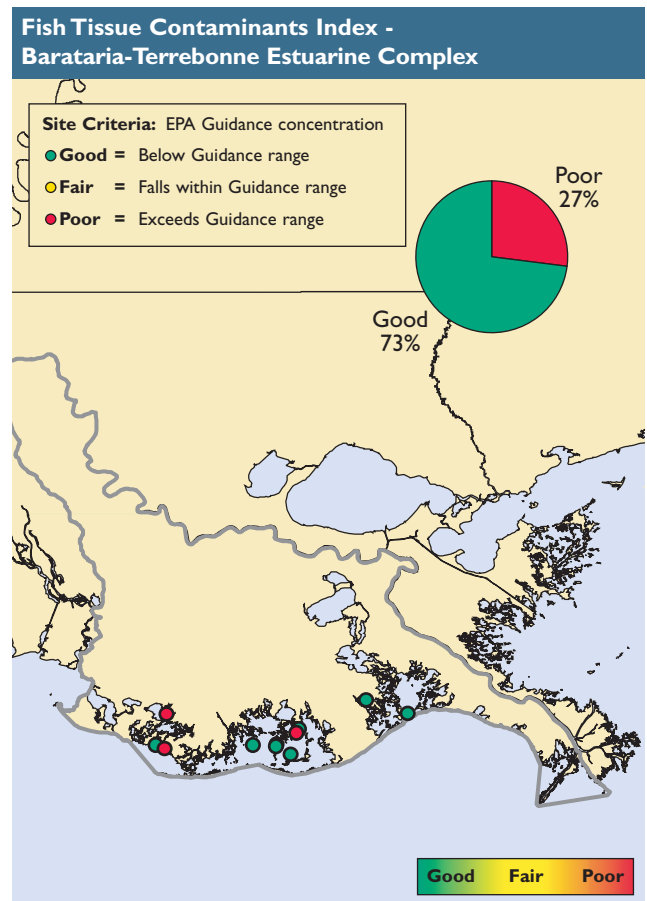 Fish Tissue Contaminants Index -
Barataria-Terrebonne Estuarine Complex
Site Criteria: EPA Guidance concentration
Good = Below Guidance range
Fair = Falls within Guidance range
Poor = Exceeds Guidance range
Poor
27%
Good
73%
Good Fair Poor